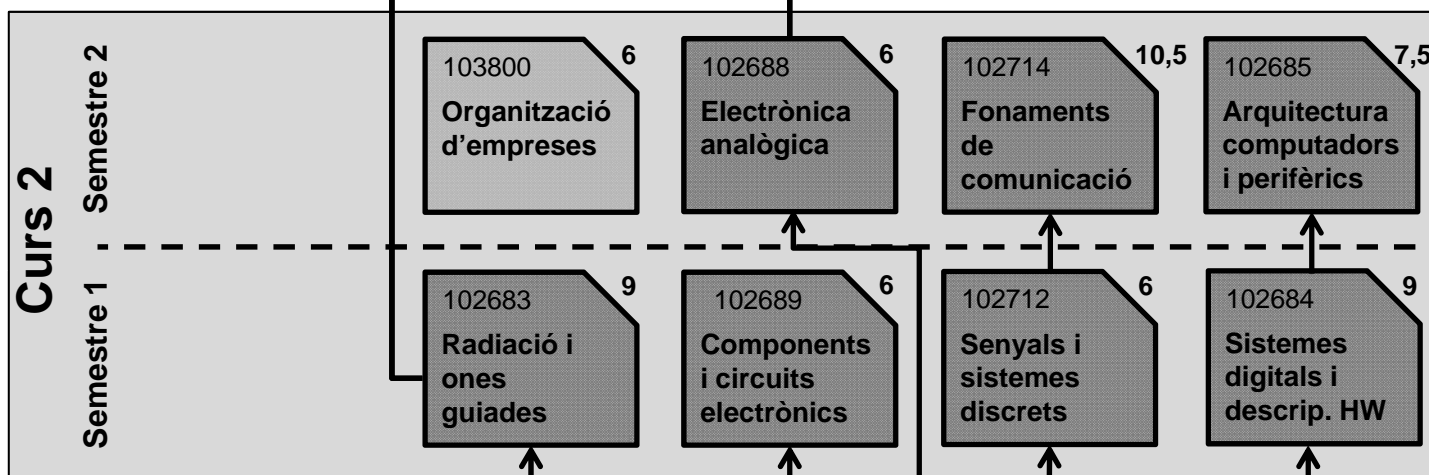 Curs 2
Semestre 2
103800
6
Organització
d’empreses
102688
6
Electrònica
analògica
102714
10,5
Fonaments
de
comunicació
102685
7,5
Arquitectura
computadors
i perifèrics
Semestre 1
102683
9
Radiació i
ones
guiades
102689
6
Components
i circuits
electrònics
102712
6
Senyals i
sistemes
discrets
102684
9
Sistemes
digitals i
descrip. HW